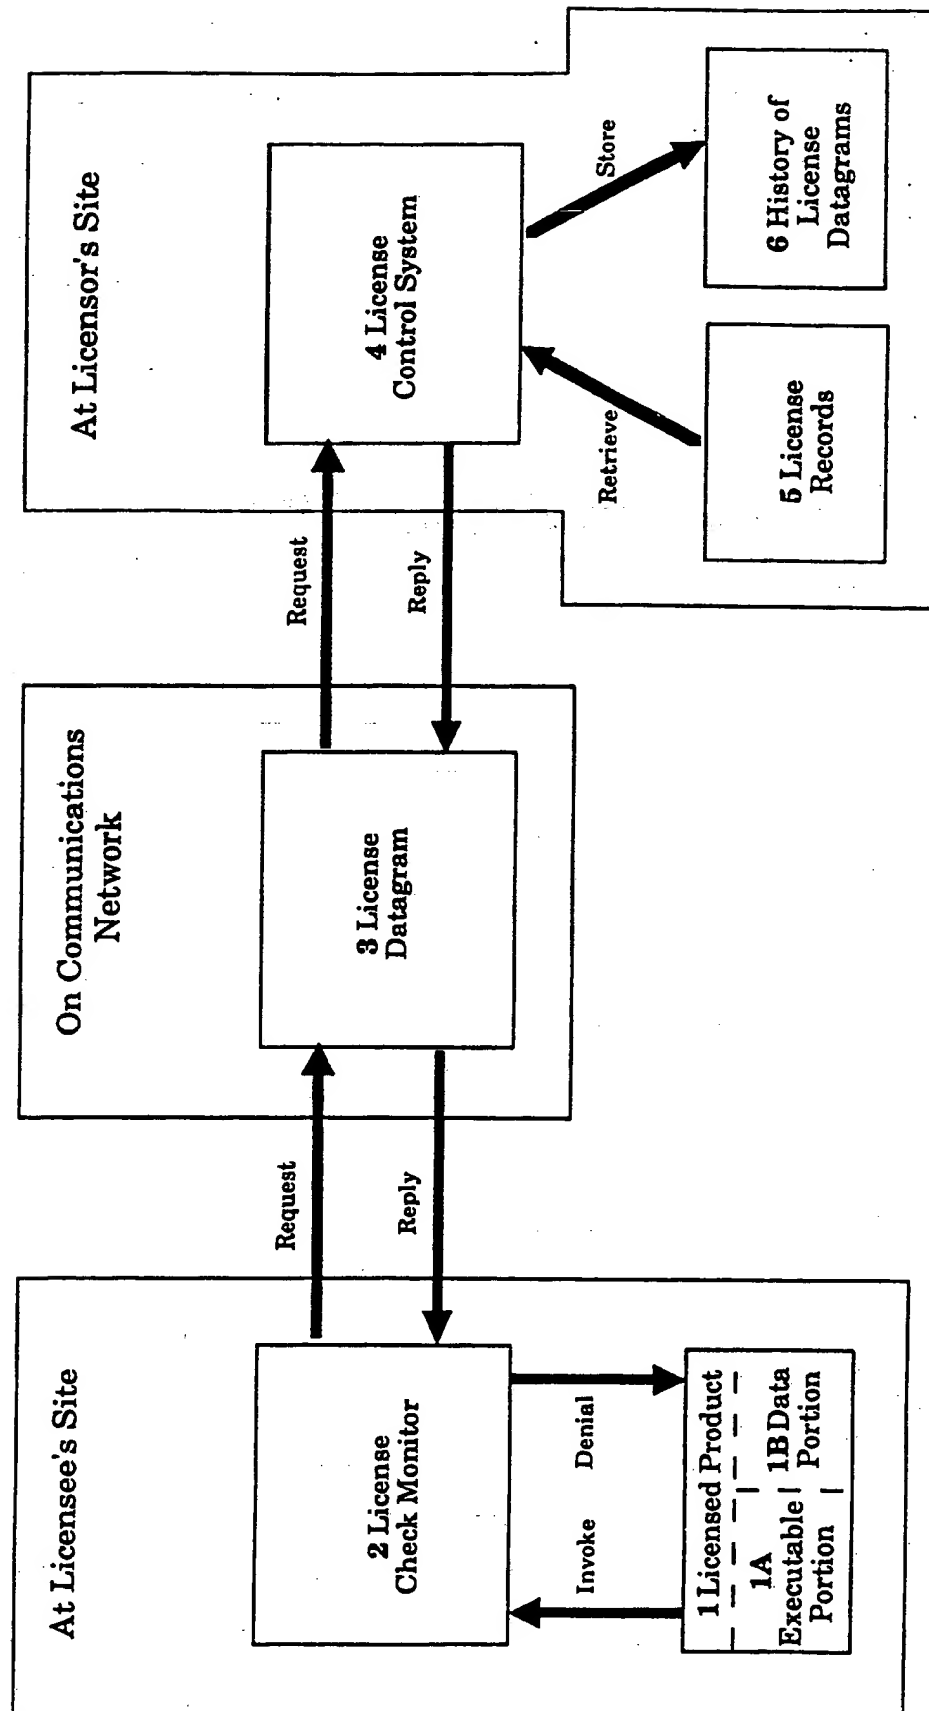 At Licensee's Site
2 License
Check Monitor
Invoke
Denial
1 Licensed Product
1A
Executable
Portion
1B Data
Portion
Request
Reply
On Communications
Network
3 License
Datagram
Request
Reply
At Licensor's Site
4 License
Control System
Retrieve
Store
5 License
Records
6 History of
License
Datagrams